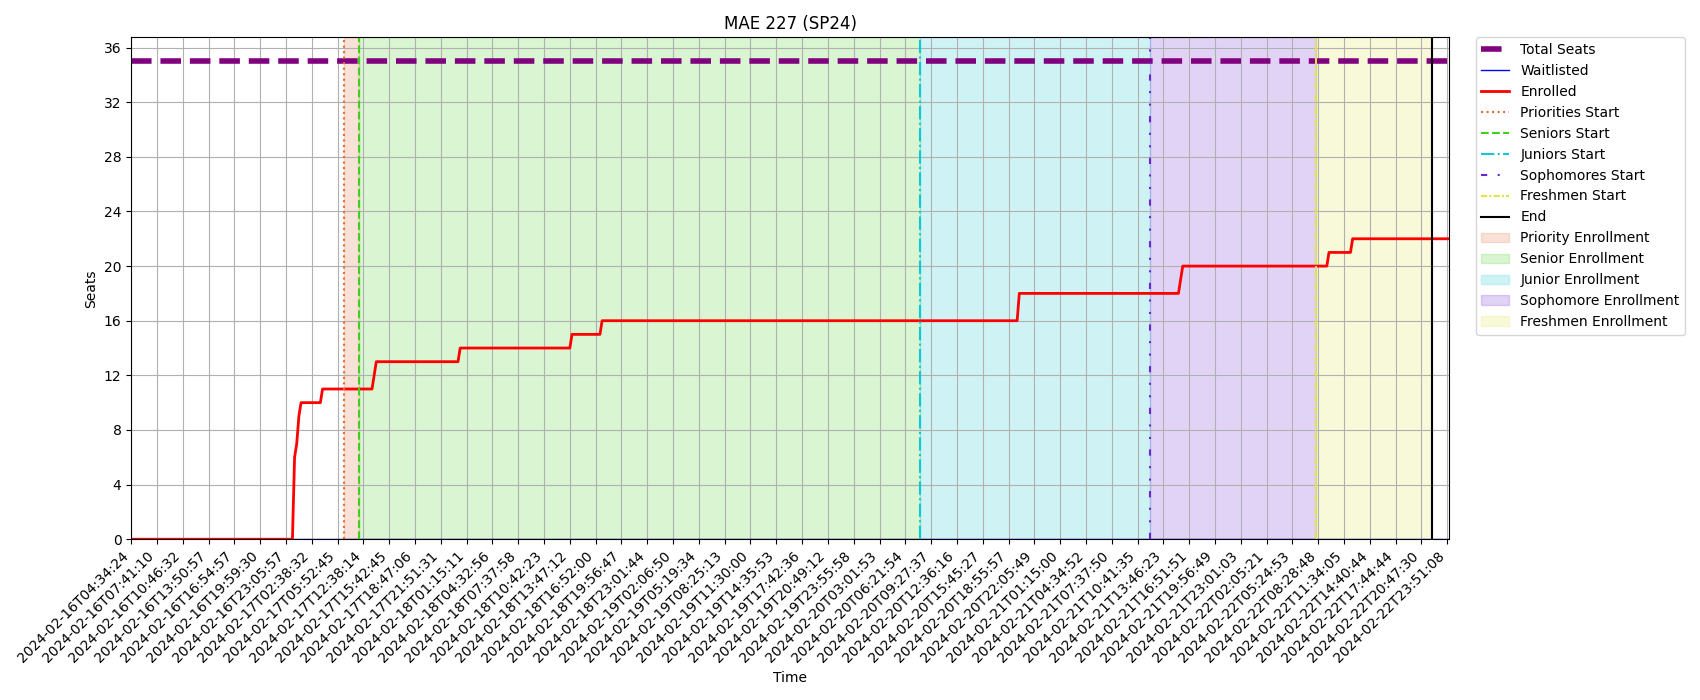 MAE 227 (SP24)
Seats
36
32
28
24
20
16
12
8
4
0
2024-02-16T04:34:24
2024-02-16T07:41:10
2024-02-16T10:46:32
2024-02-16T13:50:57
2024-02-16T16:54:57
2024-02-16T19:59:30
2024-02-16T23:05:57
2024-02-17T02:38:32
2024-02-17T05:52:45
2024-02-17T12:38:14
2024-02-17T15:42:45
2024-02-17T18:47:06
2024-02-17T21:51:31
2024-02-18T01:15:11
2024-02-18T04:32:56
2024-02-18T07:37:58
2024-02-18T10:42:23
2024-02-18T13:47:12
2024-02-18T16:52:00
2024-02-18T19:56:47
2024-02-18T23:01:44
2024-02-19T02:06:50
2024-02-19T05:19:34
2024-02-19T08:25:13
2024-02-19T11:30:00
2024-02-19T14:35:53
2024-02-19T17:42:36
2024-02-19T20:49:12
2024-02-19T23:55:58
2024-02-20T03:01:53
2024-02-20T06:21:54
2024-02-20T09:27:37
2024-02-20T12:36:16
2024-02-20T15:45:27
2024-02-20T18:55:57
2024-02-20T22:05:49
2024-02-21T01:15:00
2024-02-21T04:34:52
2024-02-21T07:37:50
2024-02-21T10:41:35
2024-02-21T13:46:23
2024-02-21T16:51:51
2024-02-21T19:56:49
2024-02-21T23:01:03
2024-02-22T02:05:21
2024-02-22T05:24:53
2024-02-22T08:28:48
2024-02-22T11:34:05
2024-02-22T14:40:44
2024-02-22T17:44:44
2024-02-22T20:47:30
2024-02-22T23:51:08
Time
Total Seats
Waitlisted
Enrolled
Priorities Start
Seniors Start
Juniors Start
Sophomores Start
Freshmen Start
End
Priority Enrollment
Senior Enrollment
Junior Enrollment
Sophomore Enrollment
Freshmen Enrollment